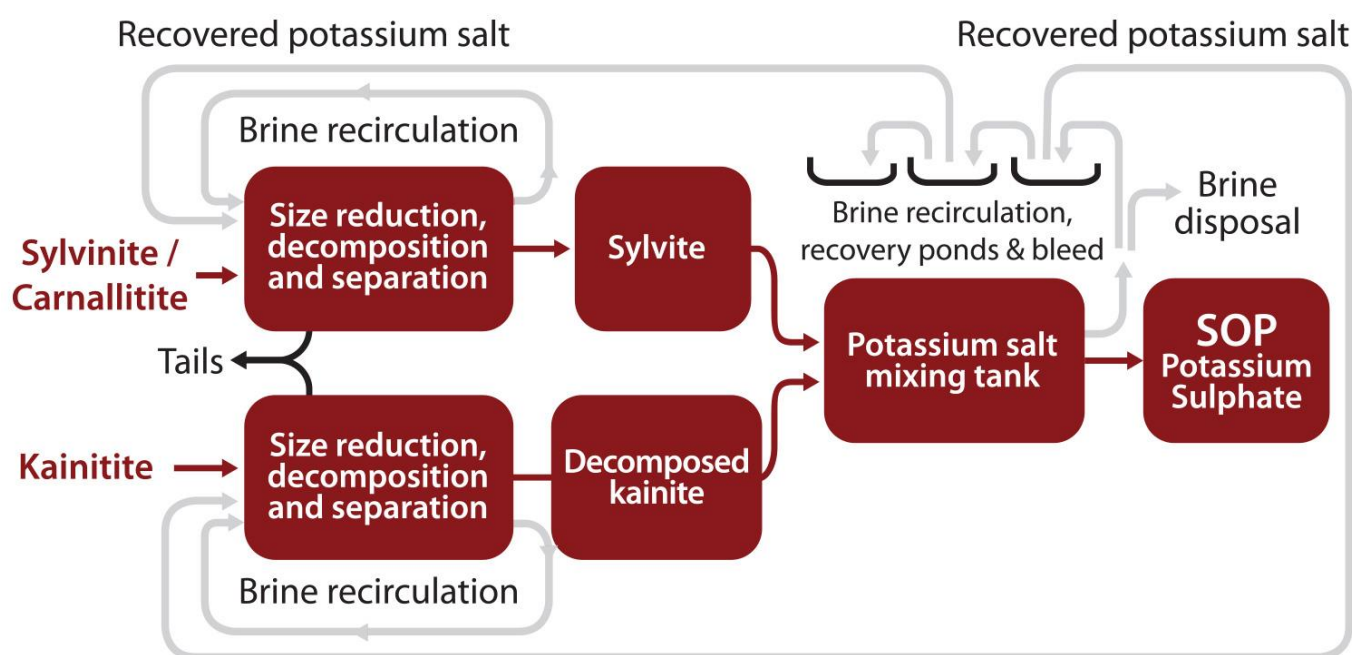 Recovered potassium salt
Recovered potassium salt
Brine recirculation
Size reduction,
decomposition
and separation
Sylvite
Brine recirculation,
recovery ponds & bleed
Brine
disposal
Sylvinite /
Carnallitite
Potassium salt
mixing tank
SOP
Potassium
Sulphate
Tails
Kainitite
Size reduction,
decomposition
and separation
Decomposed
kainite
Brine recirculation